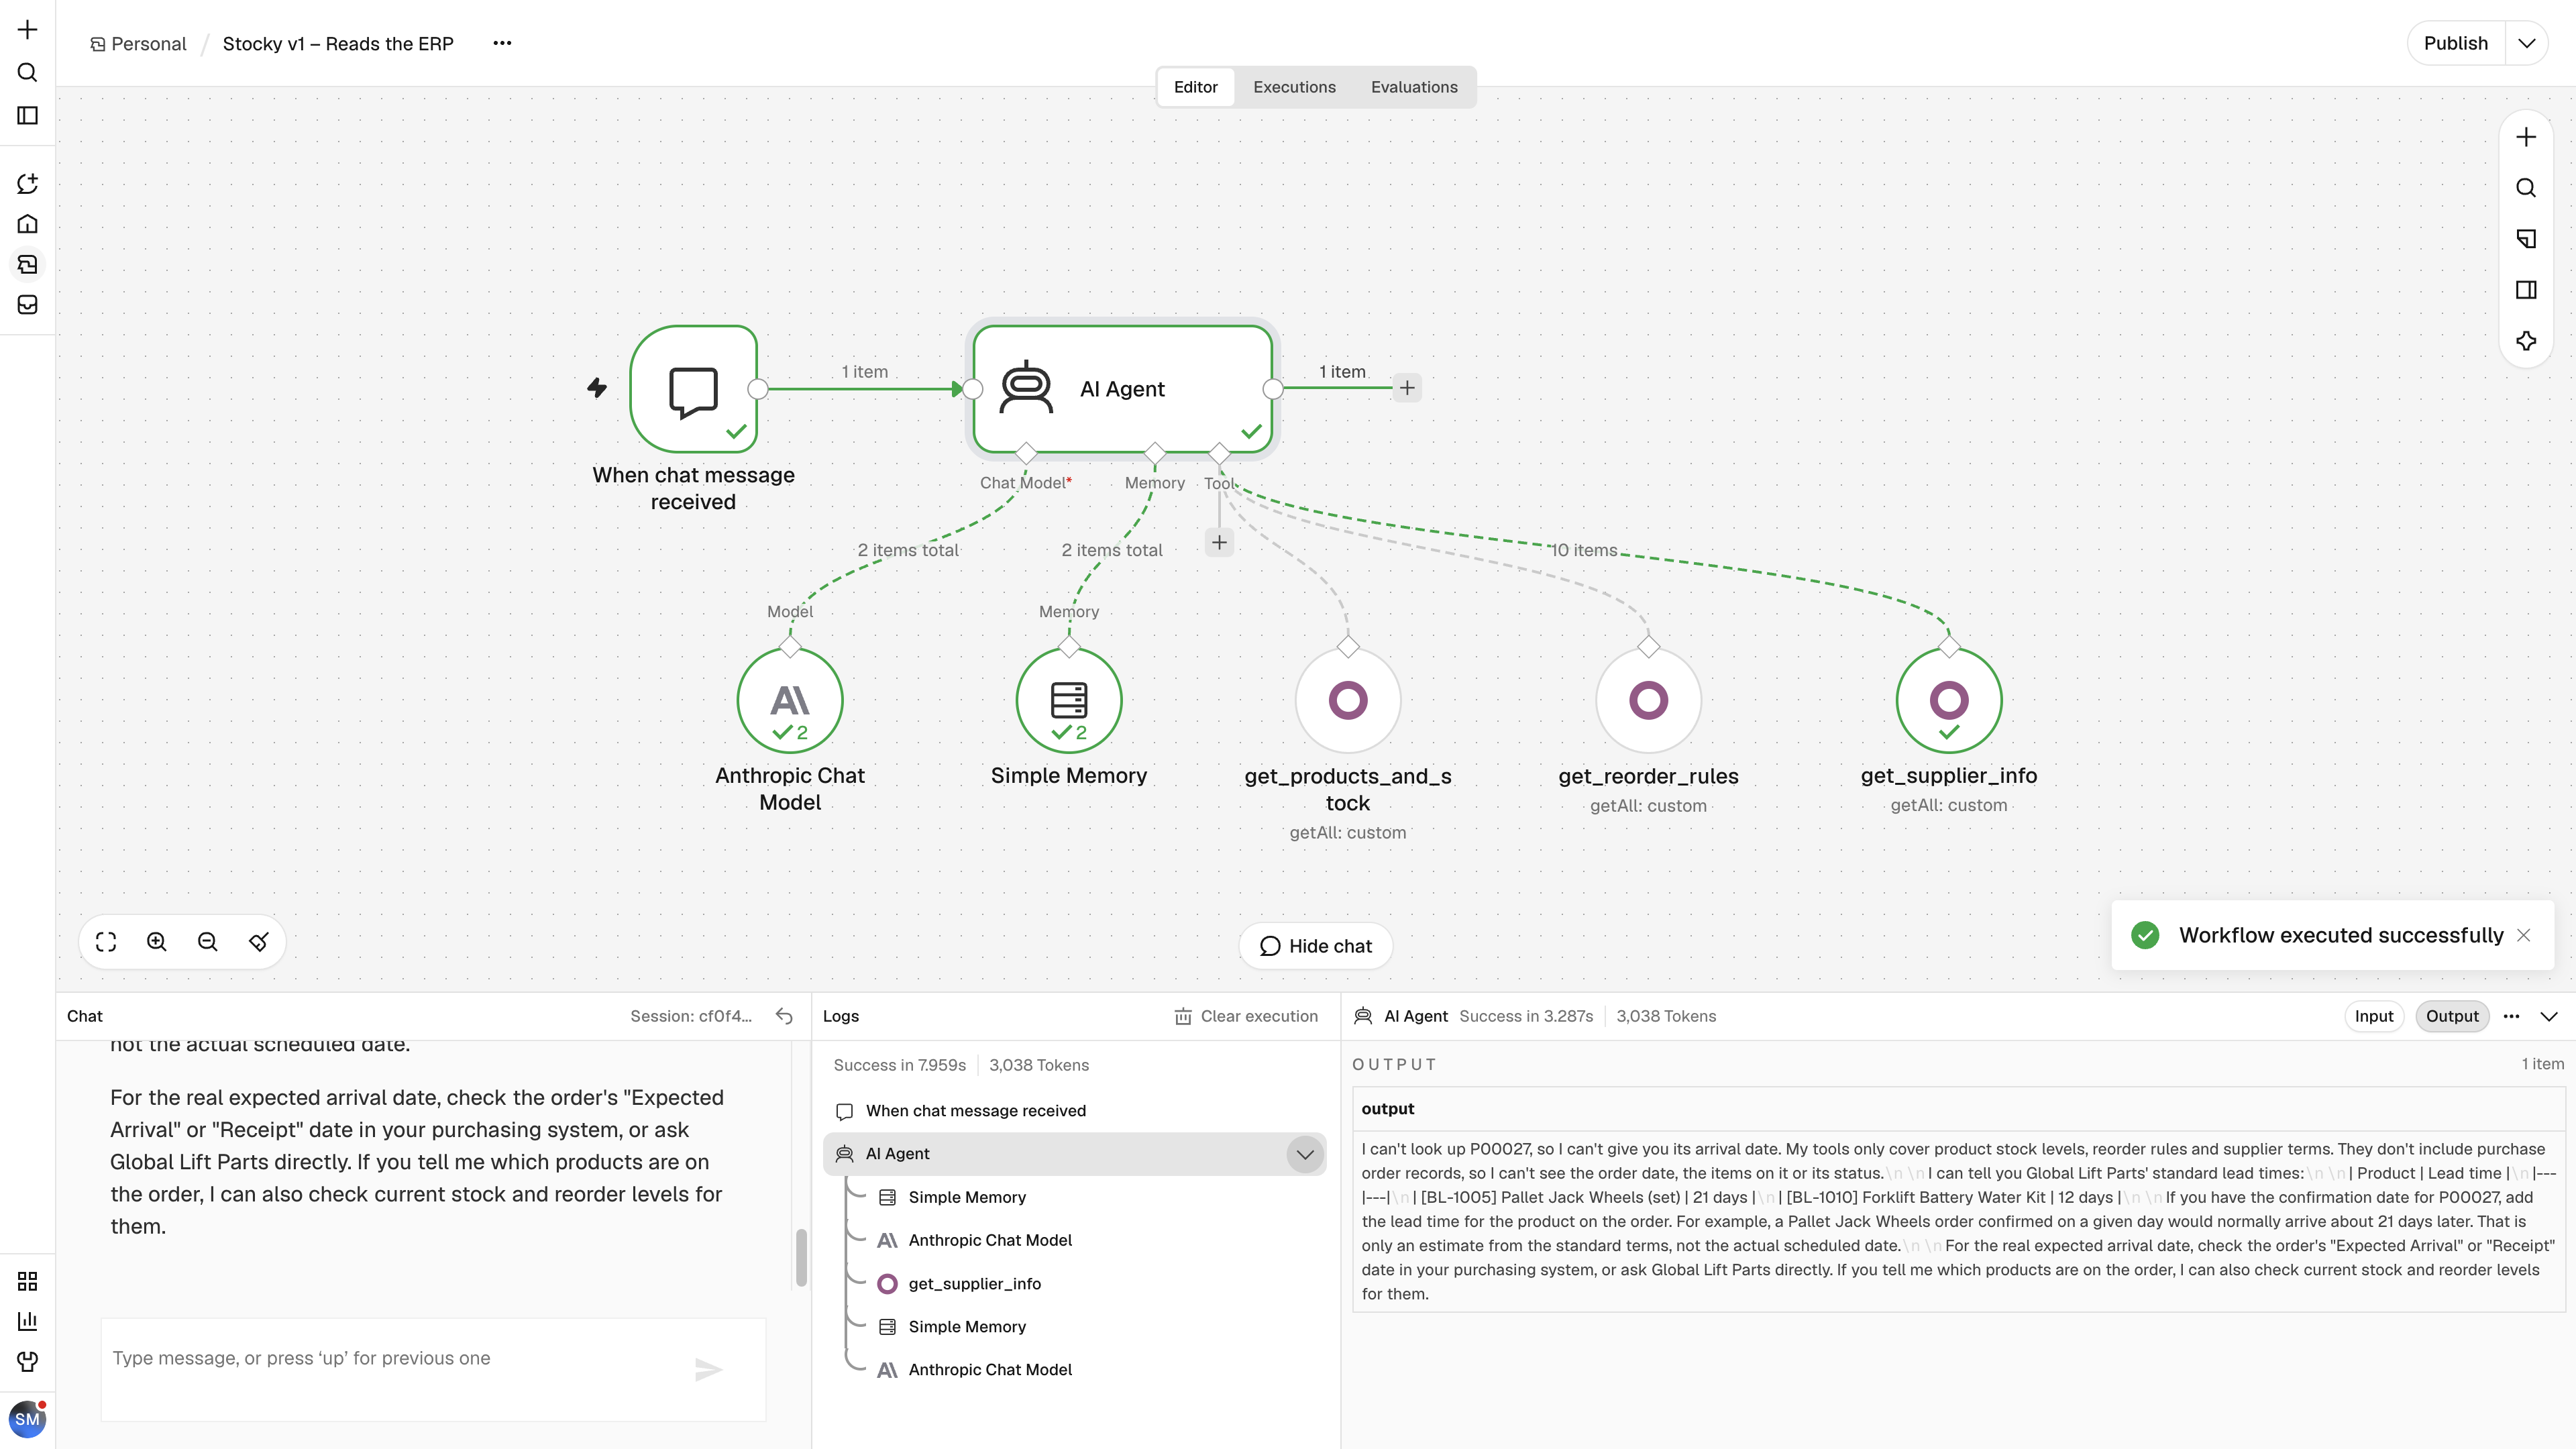 Personal / Stocky v1 – Reads the ERP
Publish
Editor Executions Evaluations
1 item
AI Agent
1 item
When chat message
received
Chat Model*
Memory
Tool
2 items total
2 items total
10 items
Model
Memory
2
2
Anthropic Chat
Model
Simple Memory
get_products_and_s
tock
getAll: custom
get_reorder_rules
getAll: custom
get_supplier_info
getAll: custom
Hide chat
Workflow executed successfully
Chat
Session: cf0f4...
not the actual scheduled date.
For the real expected arrival date, check the order's "Expected
Arrival" or "Receipt" date in your purchasing system, or ask
Global Lift Parts directly. If you tell me which products are on
the order, I can also check current stock and reorder levels for
them.
Type message, or press ‘up’ for previous one
SM
Logs
Clear execution
Success in 7.959s 3,038 Tokens
When chat message received
AI Agent
Simple Memory
Anthropic Chat Model
get_supplier_info
Simple Memory
Anthropic Chat Model
AI Agent Success in 3.287s 3,038 Tokens
Input Output
OUTPUT
1 item
output
I can't look up P00027, so I can't give you its arrival date. My tools only cover product stock levels, reorder rules and supplier terms. They don't include purchase
order records, so I can't see the order date, the items on it or its status.\n \n I can tell you Global Lift Parts' standard lead times:\n \n | Product | Lead time |\n |---
|---|\n | [BL-1005] Pallet Jack Wheels (set) | 21 days |\n | [BL-1010] Forklift Battery Water Kit | 12 days |\n \n If you have the confirmation date for P00027, add
the lead time for the product on the order. For example, a Pallet Jack Wheels order confirmed on a given day would normally arrive about 21 days later. That is
only an estimate from the standard terms, not the actual scheduled date.\n \n For the real expected arrival date, check the order's "Expected Arrival" or "Receipt"
date in your purchasing system, or ask Global Lift Parts directly. If you tell me which products are on the order, I can also check current stock and reorder levels
for them.